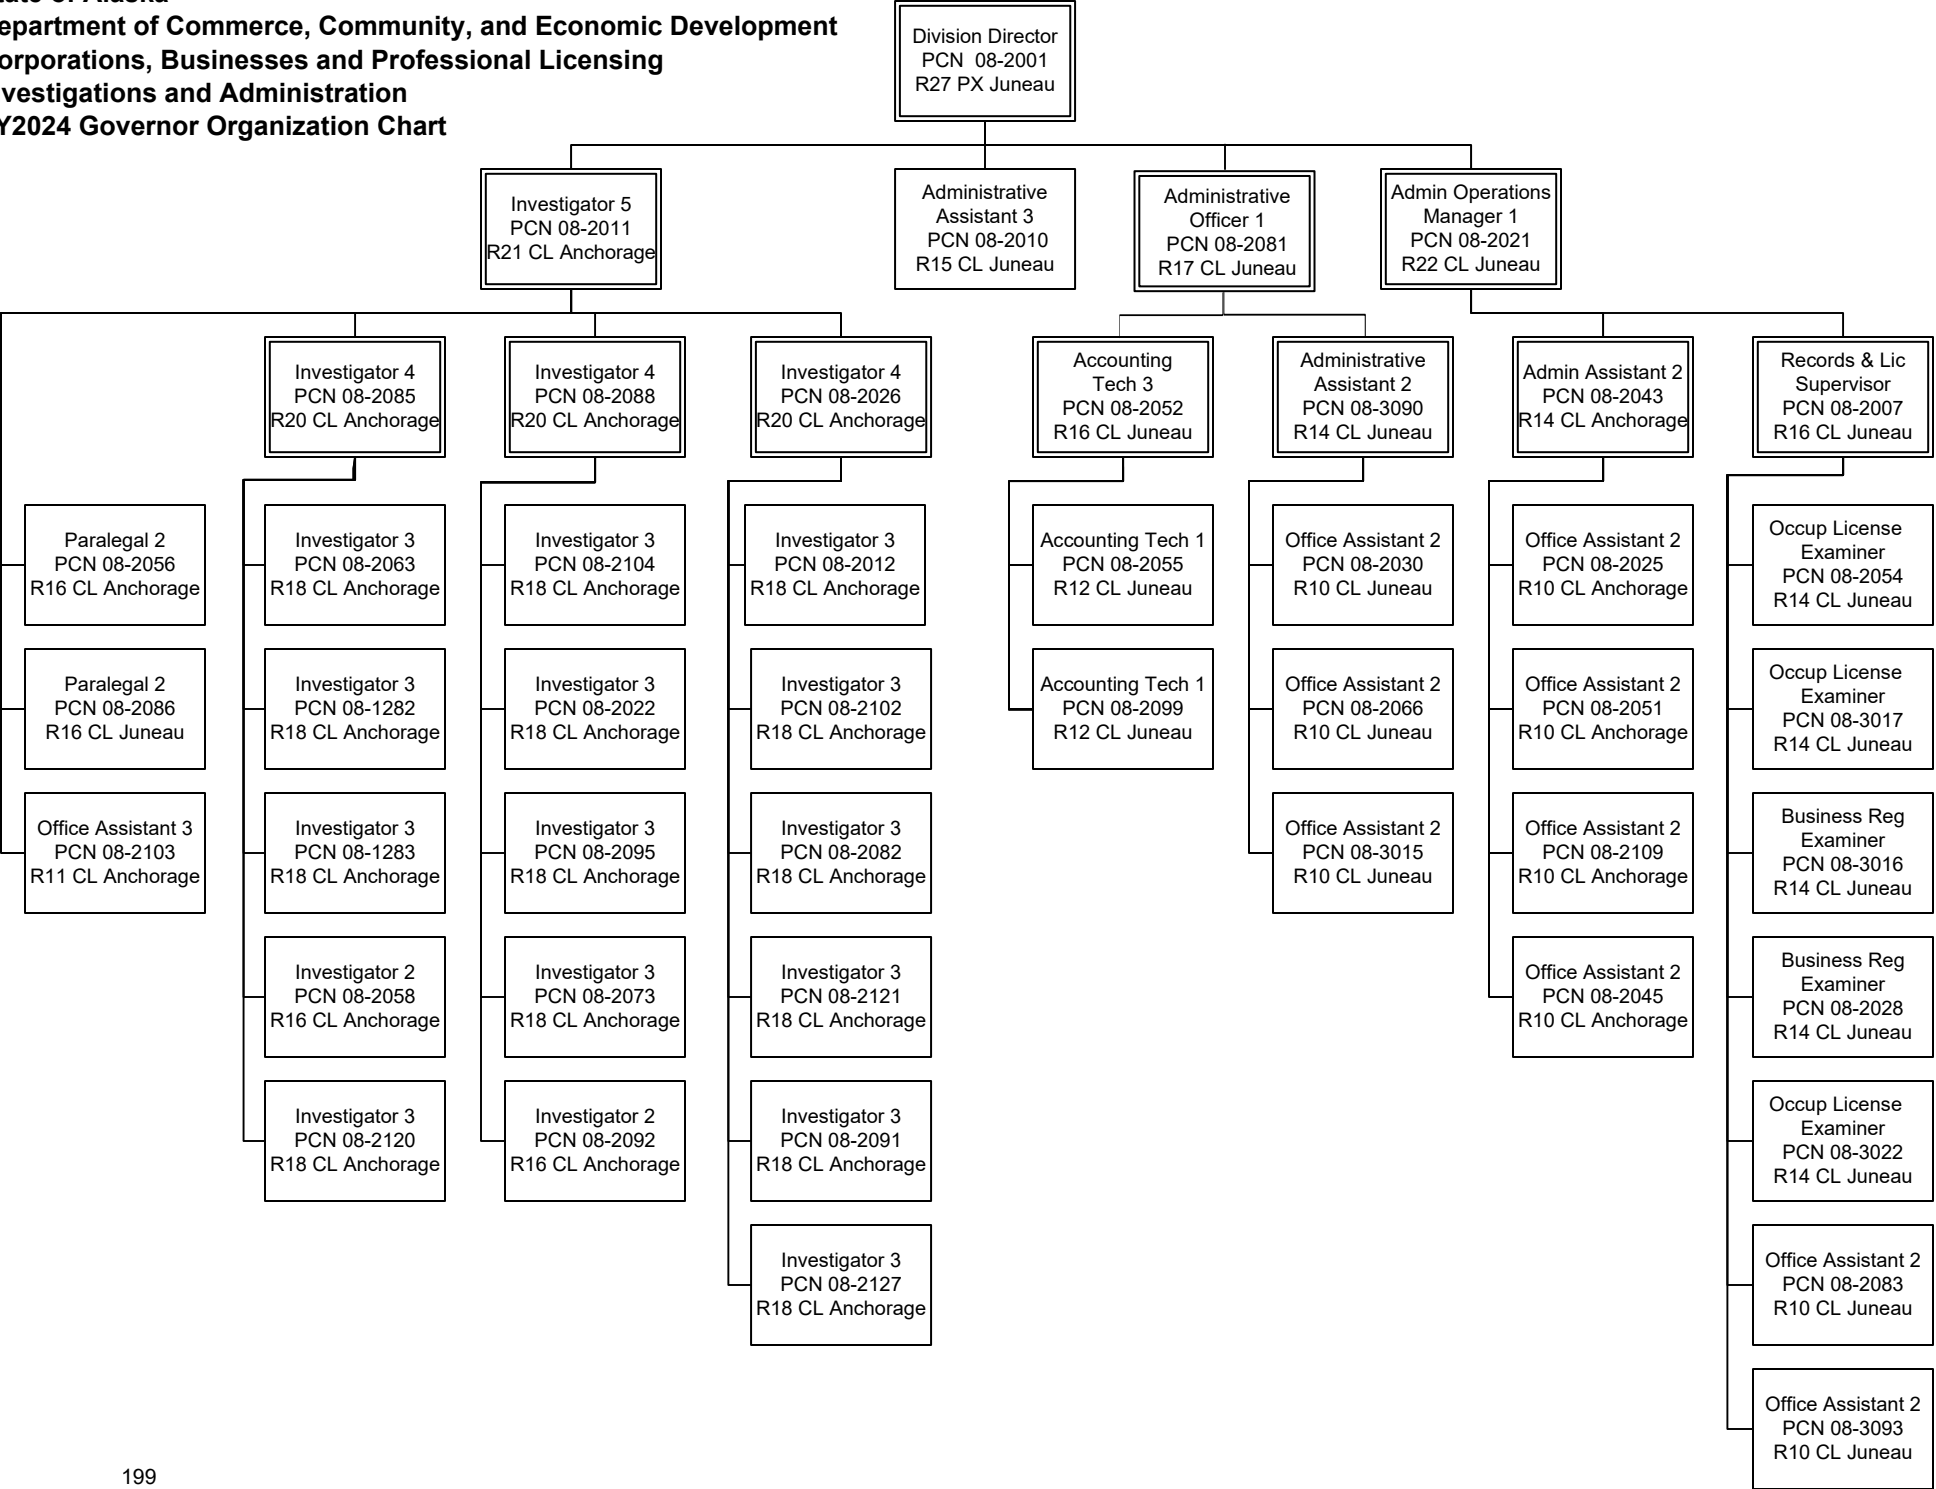 epartment of Commerce, Community, and Economic Development
orporations, Businesses and Professional Licensing
vestigations and Administration
Y2024 Governor Organization Chart
Division Director
PCN  08-2001
R27 PX Juneau
Investigator 5
PCN 08-2011
R21 CL Anchorage
Administrative
Assistant 3
PCN 08-2010
R15 CL Juneau
Administrative
Officer 1
PCN 08-2081
R17 CL Juneau
Admin Operations
Manager 1
PCN 08-2021
R22 CL Juneau
Investigator 4
PCN 08-2085
R20 CL Anchorage
Investigator 4
PCN 08-2088
R20 CL Anchorage
Investigator 4
PCN 08-2026
R20 CL Anchorage
Accounting
Tech 3
PCN 08-2052
R16 CL Juneau
Administrative
Assistant 2
PCN 08-3090
R14 CL Juneau
Admin Assistant 2
PCN 08-2043
R14 CL Anchorage
Records & Lic
Supervisor
PCN 08-2007
R16 CL Juneau
Paralegal 2
PCN 08-2056
R16 CL Anchorage
Investigator 3
PCN 08-2063
R18 CL Anchorage
Investigator 3
PCN 08-2104
R18 CL Anchorage
Investigator 3
PCN 08-2012
R18 CL Anchorage
Accounting Tech 1
PCN 08-2055
R12 CL Juneau
Office Assistant 2
PCN 08-2030
R10 CL Juneau
Office Assistant 2
PCN 08-2025
R10 CL Anchorage
Occup License
Examiner
PCN 08-2054
R14 CL Juneau
Paralegal 2
PCN 08-2086
R16 CL Juneau
Investigator 3
PCN 08-1282
R18 CL Anchorage
Investigator 3
PCN 08-2022
R18 CL Anchorage
Investigator 3
PCN 08-2102
R18 CL Anchorage
Accounting Tech 1
PCN 08-2099
R12 CL Juneau
Office Assistant 2
PCN 08-2066
R10 CL Juneau
Office Assistant 2
PCN 08-2051
R10 CL Anchorage
Occup License
Examiner
PCN 08-3017
R14 CL Juneau
Office Assistant 3
PCN 08-2103
R11 CL Anchorage
Investigator 3
PCN 08-1283
R18 CL Anchorage
Investigator 3
PCN 08-2095
R18 CL Anchorage
Investigator 3
PCN 08-2082
R18 CL Anchorage
Office Assistant 2
PCN 08-3015
R10 CL Juneau
Office Assistant 2
PCN 08-2109
R10 CL Anchorage
Business Reg
Examiner
PCN 08-3016
R14 CL Juneau
Investigator 2
PCN 08-2058
R16 CL Anchorage
Investigator 3
PCN 08-2073
R18 CL Anchorage
Investigator 3
PCN 08-2121
R18 CL Anchorage
Office Assistant 2
PCN 08-2045
R10 CL Anchorage
Business Reg
Examiner
PCN 08-2028
R14 CL Juneau
Investigator 3
PCN 08-2120
R18 CL Anchorage
Investigator 2
PCN 08-2092
R16 CL Anchorage
Investigator 3
PCN 08-2091
R18 CL Anchorage
Occup License
Examiner
PCN 08-3022
R14 CL Juneau
Investigator 3
PCN 08-2127
R18 CL Anchorage
Office Assistant 2
PCN 08-2083
R10 CL Juneau
Office Assistant 2
PCN 08-3093
R10 CL Juneau
199